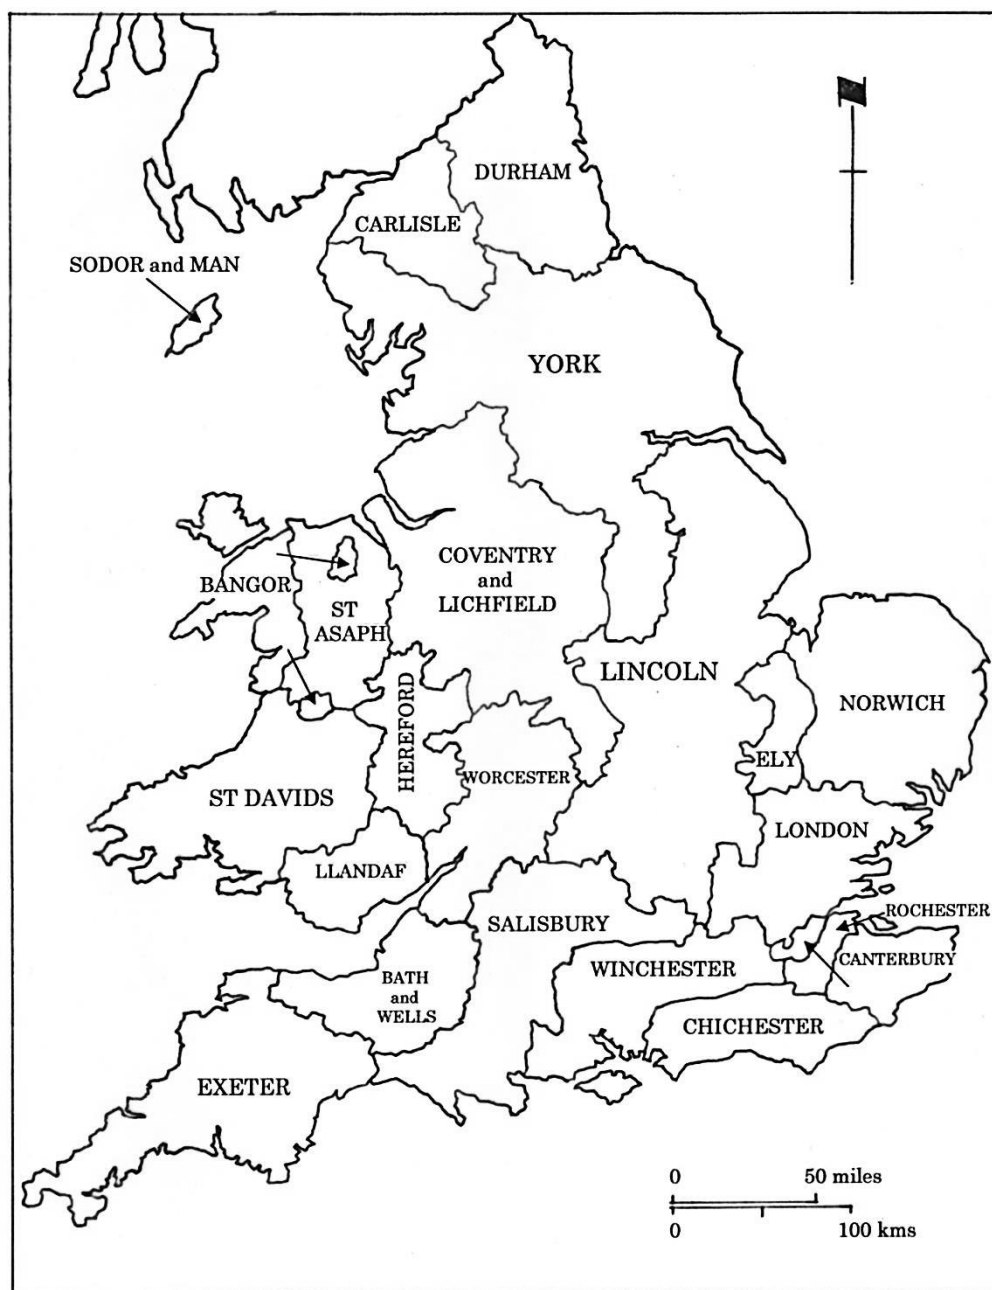 DURHAM
CARLISLE
SODOR and MAN
YORK
COVENTRY
and
LICHFIELD
BANGOR
ST
ASAPH
LINCOLN
HEREFORD
NORWICH
ELY
WORCESTER
ST DAVIDS
LONDON
LLANDAF
ROCHESTER
SALISBURY
CANTERBURY
WINCHESTER
BATH
and
WELLS
CHICHESTER
EXETER
0 50 miles
0 100 kms